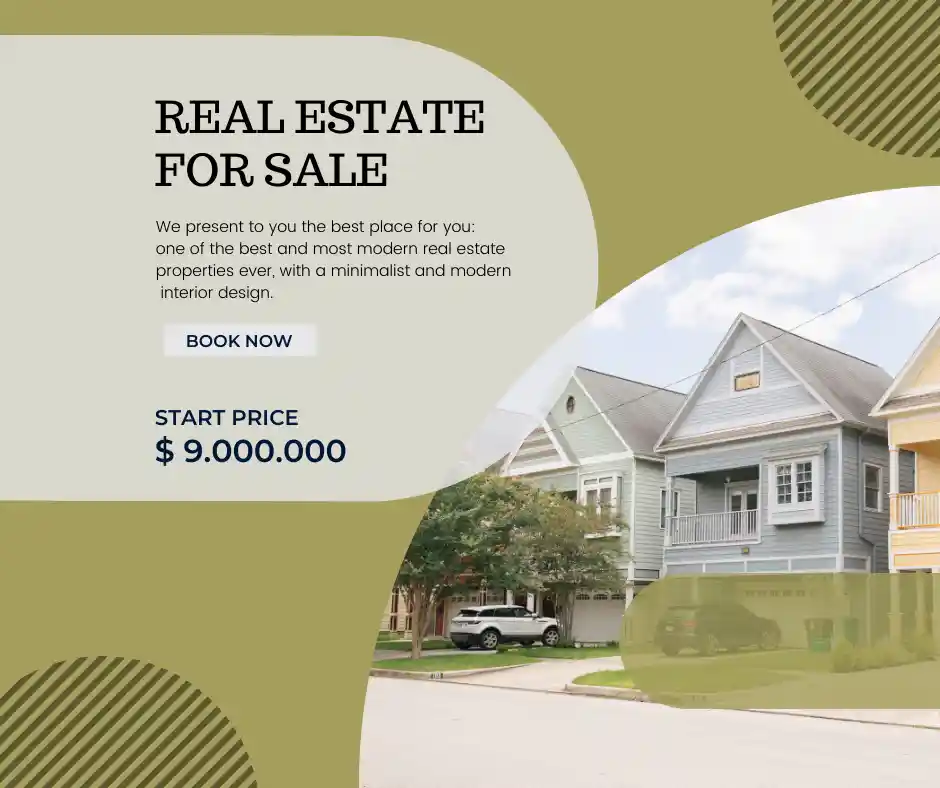 REAL ESTATE
FOR SALE
We present to you the best place for you:
one of the best and most modern real estate
properties ever, with a minimalist and modern
interior design.
BOOK NOW
START PRICE
$ 9.000.000